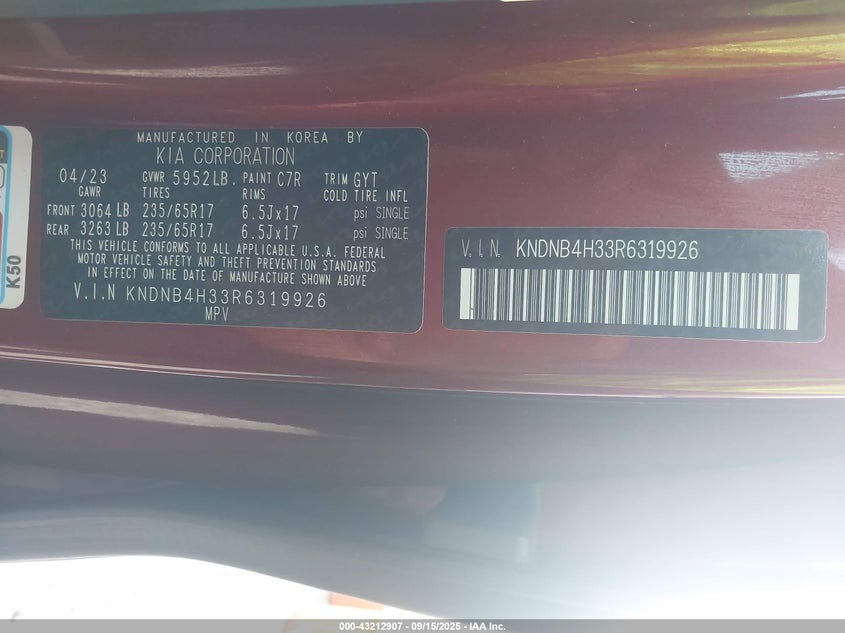 MANUFACTURED IN KOREA BY
KIA CORPORATION
04/23 GVWR 5952LB. PAINT C7R TRIM GYT
GAWR TIRES RIMS COLD TIRE INFL
FRONT 3064 LB 235/65R17 6.5Jx17 psi SINGLE
REAR 3263 LB 235/65R17 6.5Jx17 psi SINGLE
THIS VEHICLE CONFORMS TO ALL APPLICABLE U.S.A. FEDERAL
MOTOR VEHICLE SAFETY AND THEFT PREVENTION STANDARDS
IN EFFECT ON THE DATE OF MANUFACTURE SHOWN ABOVE
V.I.N KNDNB4H33R6319926
MPV
V.I.N. KNDNB4H33R6319926
K50
000-43212907 - 09/15/2025 - IAA Inc.